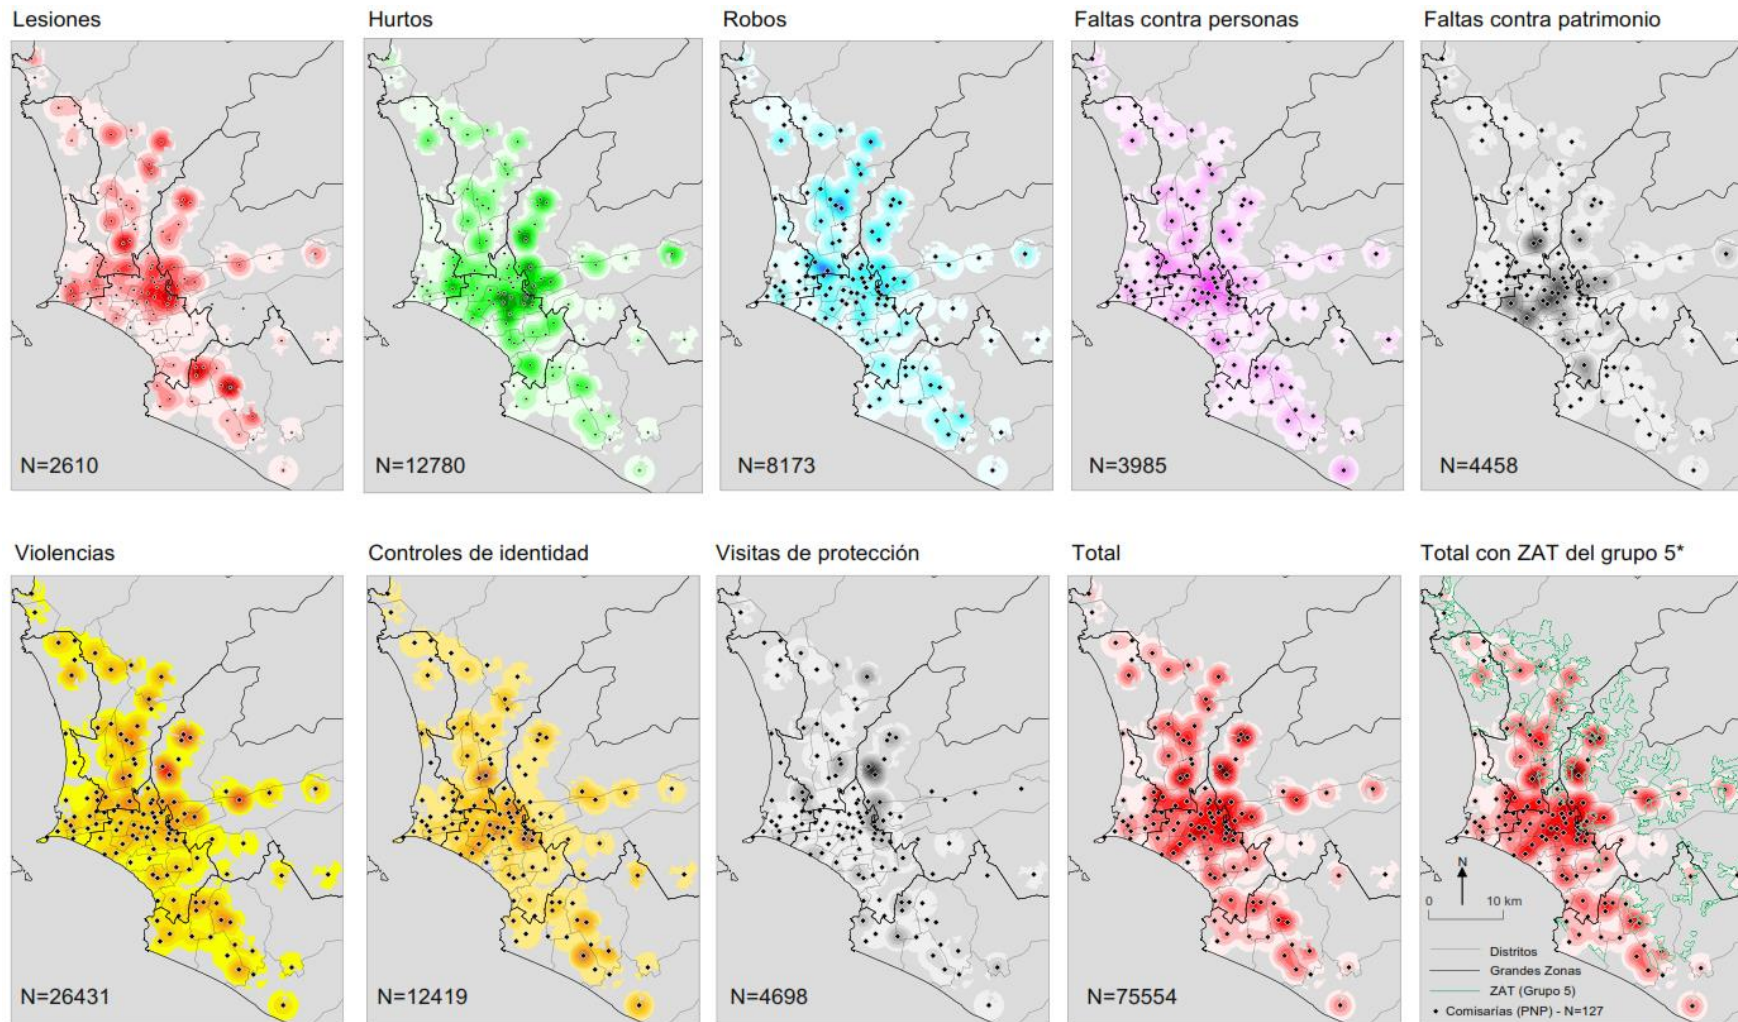 Lesiones
Hurtos
Robos
Faltas contra personas
Faltas contra patrimonio
N=2610
N=12780
N=8173
N=3985
N=4458
Violencias
Controles de identidad
Visitas de protección
Total
Total con ZAT del grupo 5*
N=26431
N=12419
N=4698
N=75554
N
0 10 km
Distritos
Grandes Zonas
ZAT (Grupo 5)
Comisarías (PNP) - N=127